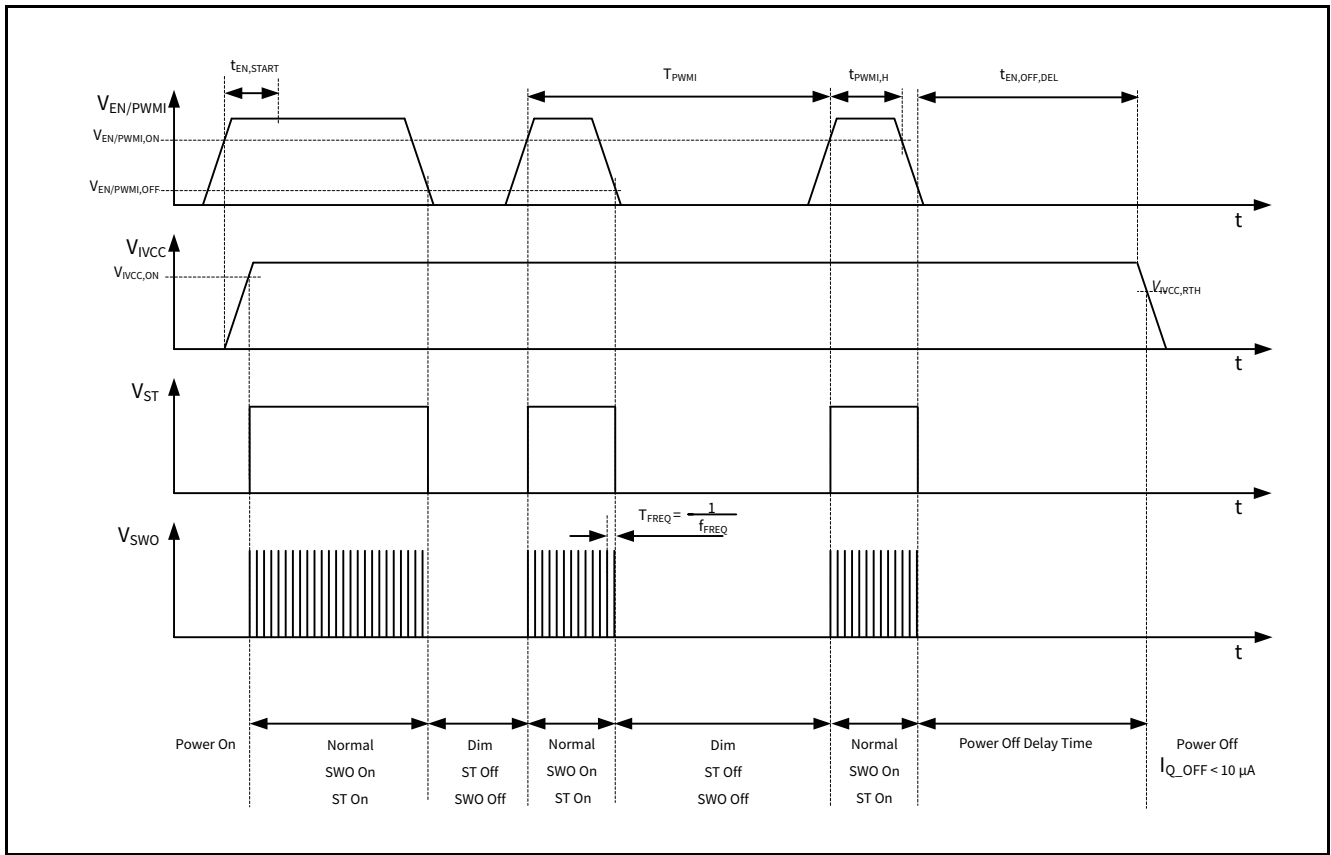 tEN,START
TPWMI
tPWMI,H
tEN,OFF,DEL
VEN/PWMI
VEN/PWMI,ON
VEN/PWMI,OFF
t
VIVCC
VIVCC,ON
VIVCC,RTH
t
VST
t
TFREQ = 1
fFREQ
VSWO
t
Power On
Normal
SWO On
ST On
Dim
ST Off
SWO Off
Normal
SWO On
ST On
Dim
ST Off
SWO Off
Normal
SWO On
ST On
Power Off Delay Time
Power Off
IQ_OFF < 10 µA